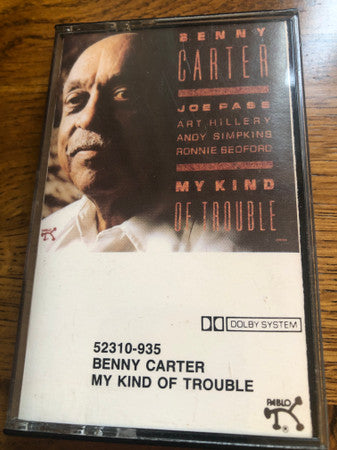 BENNY
CARTER
JOE PASS
ART HILLERY
ANDY SIMPKINS
RONNIE BEDFORD
MY KIND
OF TROUBLE
DOLBY SYSTEM
52310-935
BENNY CARTER
MY KIND OF TROUBLE
PABLO